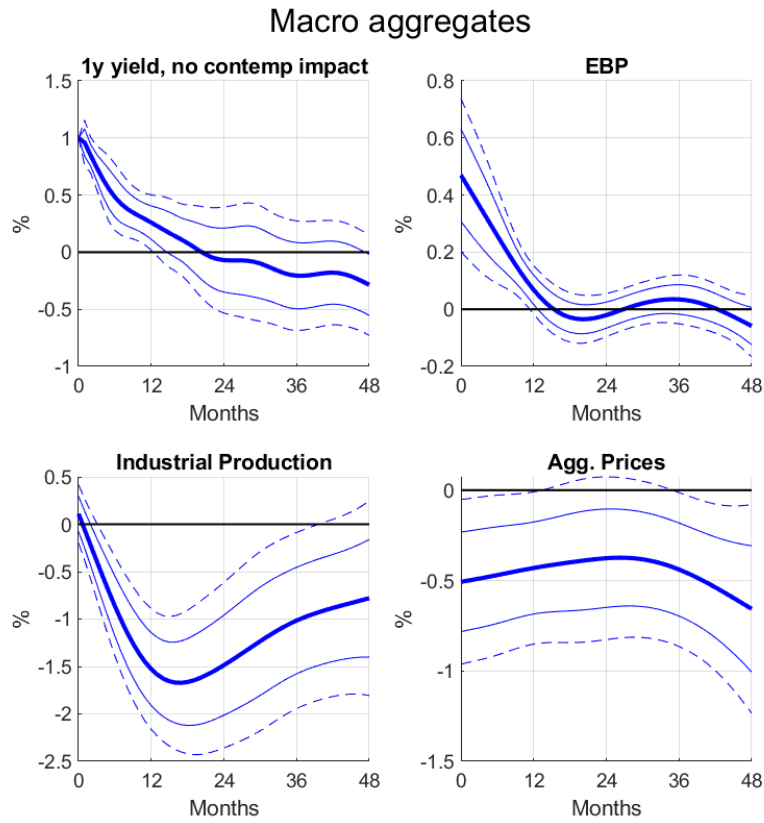 Macro aggregates
1y yield, no contemp impact
1.5
1
0.5
0
-0.5
-1
%
0 12 24 36 48
Months
EBP
0.8
0.6
0.4
0.2
0
-0.2
%
0 12 24 36 48
Months
Industrial Production
0.5
0
-0.5
-1
-1.5
-2
-2.5
%
0 12 24 36 48
Months
Agg. Prices
0
-0.5
-1
-1.5
%
0 12 24 36 48
Months